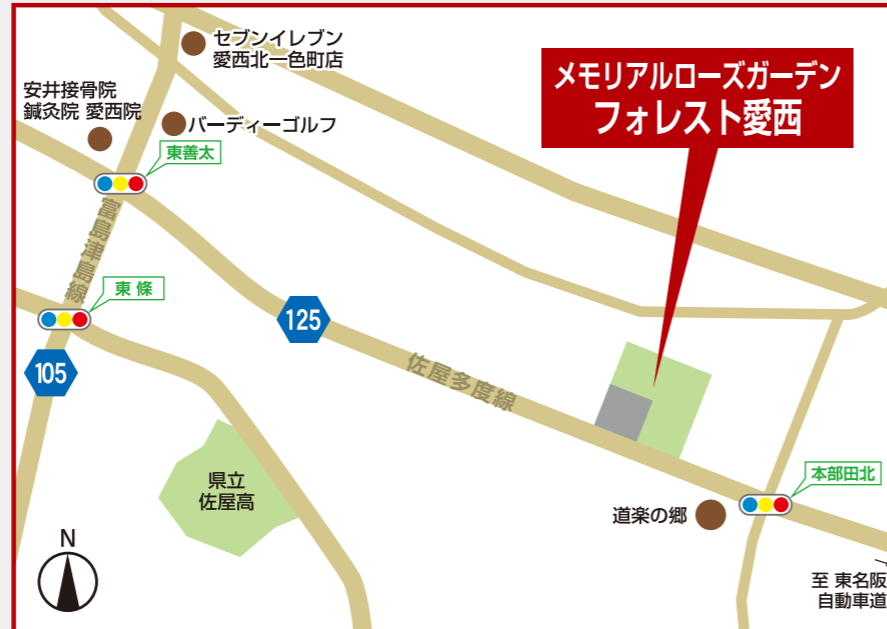 セブンイレブン
愛西北一色町店
メモリアルローズガーデン
フォレスト愛西
安井接骨院
鍼灸院 愛西院
バーディーゴルフ
東善太
富島津島線
東 條
125
105
佐屋多度線
県立
佐屋高
本部田北
道楽の郷
N
至 東名阪
自動車道